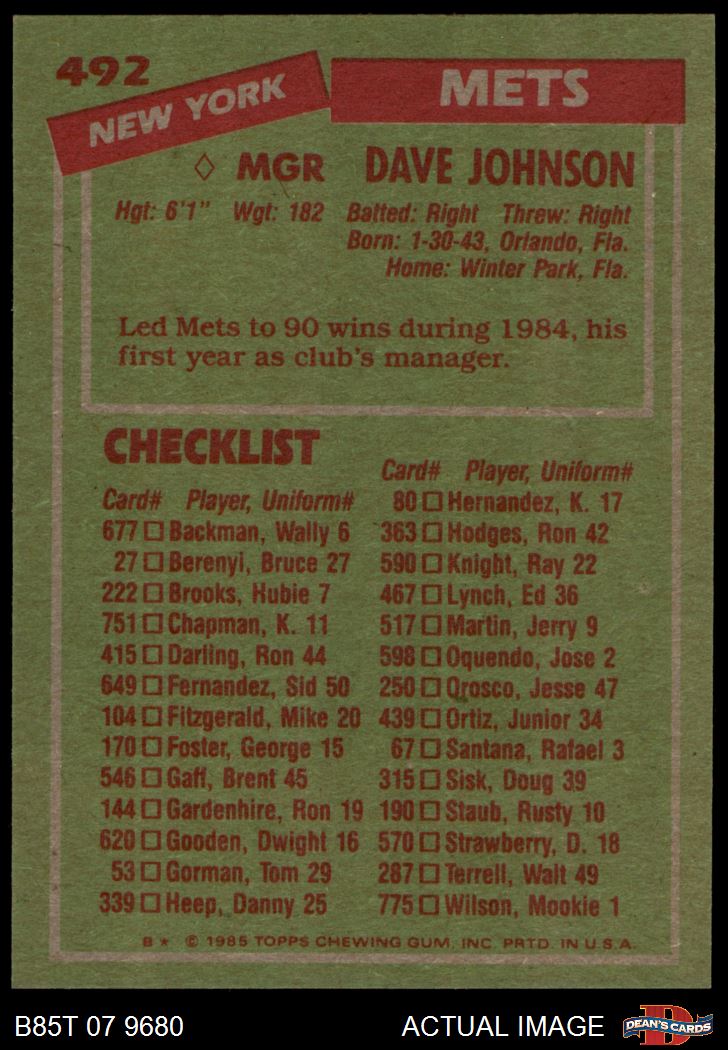 492
NEW YORK METS
◊ MGR DAVE JOHNSON
Hgt: 6'1" Wgt: 182 Batted: Right Threw: Right
Born: 1-30-43, Orlando, Fla.
Home: Winter Park, Fla.
Led Mets to 90 wins during 1984, his
first year as club's manager.
CHECKLIST
Card# Player, Uniform#
677 □ Backman, Wally 6
27 □ Berenyi, Bruce 27
222 □ Brooks, Hubie 7
751 □ Chapman, K. 11
415 □ Darling, Ron 44
649 □ Fernandez, Sid 50
104 □ Fitzgerald, Mike 20
170 □ Foster, George 15
546 □ Gaff, Brent 45
144 □ Gardenhire, Ron 19
620 □ Gooden, Dwight 16
53 □ Gorman, Tom 29
339 □ Heep, Danny 25
Card# Player, Uniform#
80 □ Hernandez, K. 17
363 □ Hodges, Ron 42
590 □ Knight, Ray 22
467 □ Lynch, Ed 36
517 □ Martin, Jerry 9
598 □ Oquendo, Jose 2
250 □ Orosco, Jesse 47
439 □ Ortiz, Junior 34
67 □ Santana, Rafael 3
315 □ Sisk, Doug 39
190 □ Staub, Rusty 10
570 □ Strawberry, D. 18
287 □ Terrell, Walt 49
775 □ Wilson, Mookie 1
B* © 1985 TOPPS CHEWING GUM, INC. PRTD. IN U.S.A.
B85T 07 9680 ACTUAL IMAGE
D
DEAN'S CARDS